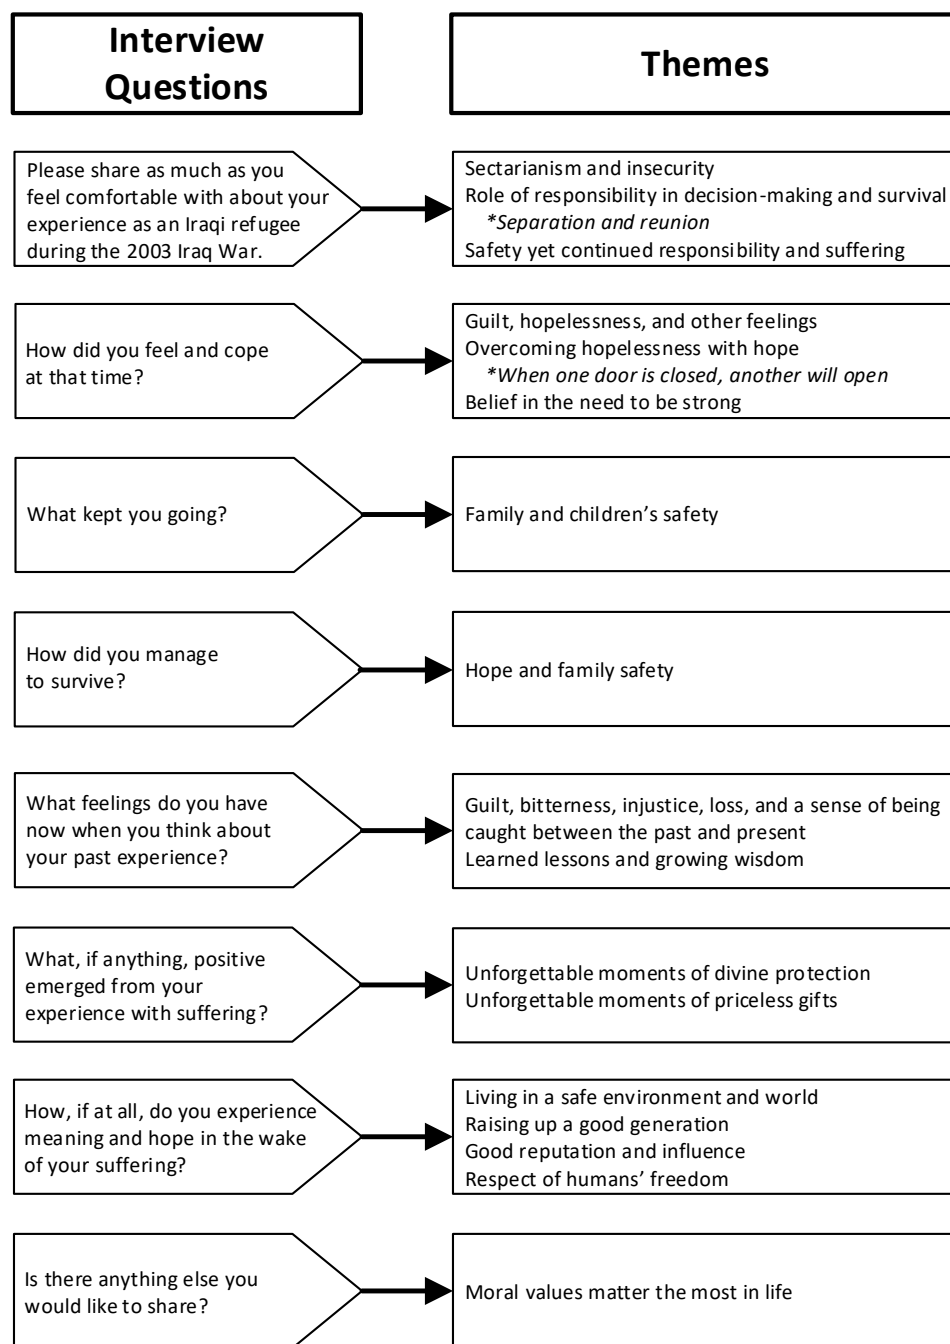 Interview
Questions
Themes
Please share as much as you
feel comfortable with about your
experience as an Iraqi refugee
during the 2003 Iraq War.
Sectarianism and insecurity
Role of responsibility in decision-making and survival
*Separation and reunion
Safety yet continued responsibility and suffering
How did you feel and cope
at that time?
Guilt, hopelessness, and other feelings
Overcoming hopelessness with hope
*When one door is closed, another will open
Belief in the need to be strong
What kept you going?
Family and children's safety
How did you manage
to survive?
Hope and family safety
What feelings do you have
now when you think about
your past experience?
Guilt, bitterness, injustice, loss, and a sense of being
caught between the past and present
Learned lessons and growing wisdom
What, if anything, positive
emerged from your
experience with suffering?
Unforgettable moments of divine protection
Unforgettable moments of priceless gifts
How, if at all, do you experience
meaning and hope in the wake
of your suffering?
Living in a safe environment and world
Raising up a good generation
Good reputation and influence
Respect of humans' freedom
Is there anything else you
would like to share?
Moral values matter the most in life